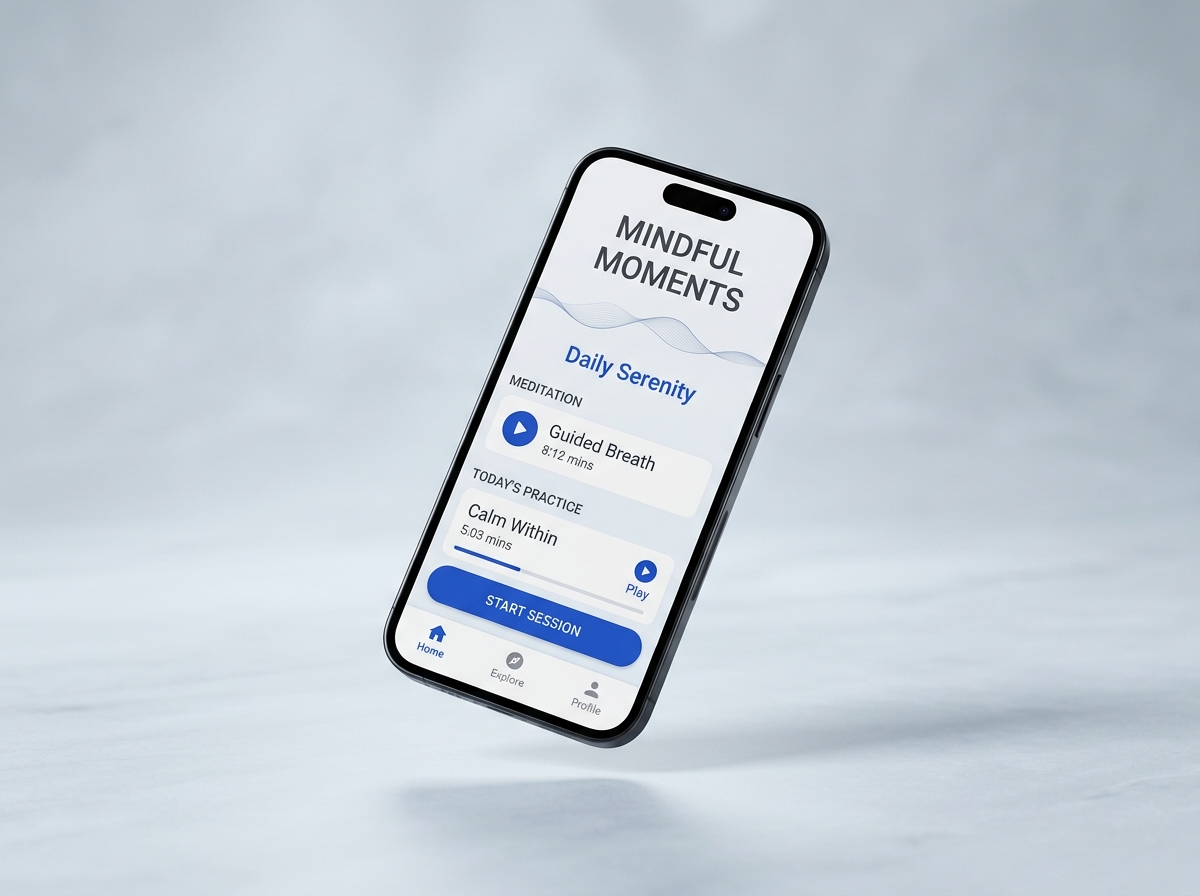 MINDFUL
MOMENTS
Daily Serenity
MEDITATION
Guided Breath
8:12 mins
TODAY'S PRACTICE
Calm Within
5:03 mins
Play
START SESSION
Home
Explore
Profile